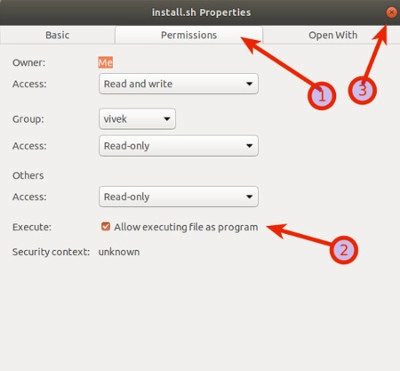 install.sh Properties
Basic Permissions Open With
Owner: Me
Access: Read and write
Group: vivek
Access: Read-only
Others
Access: Read-only
Execute: Allow executing file as program
Security context: unknown
1
3
2